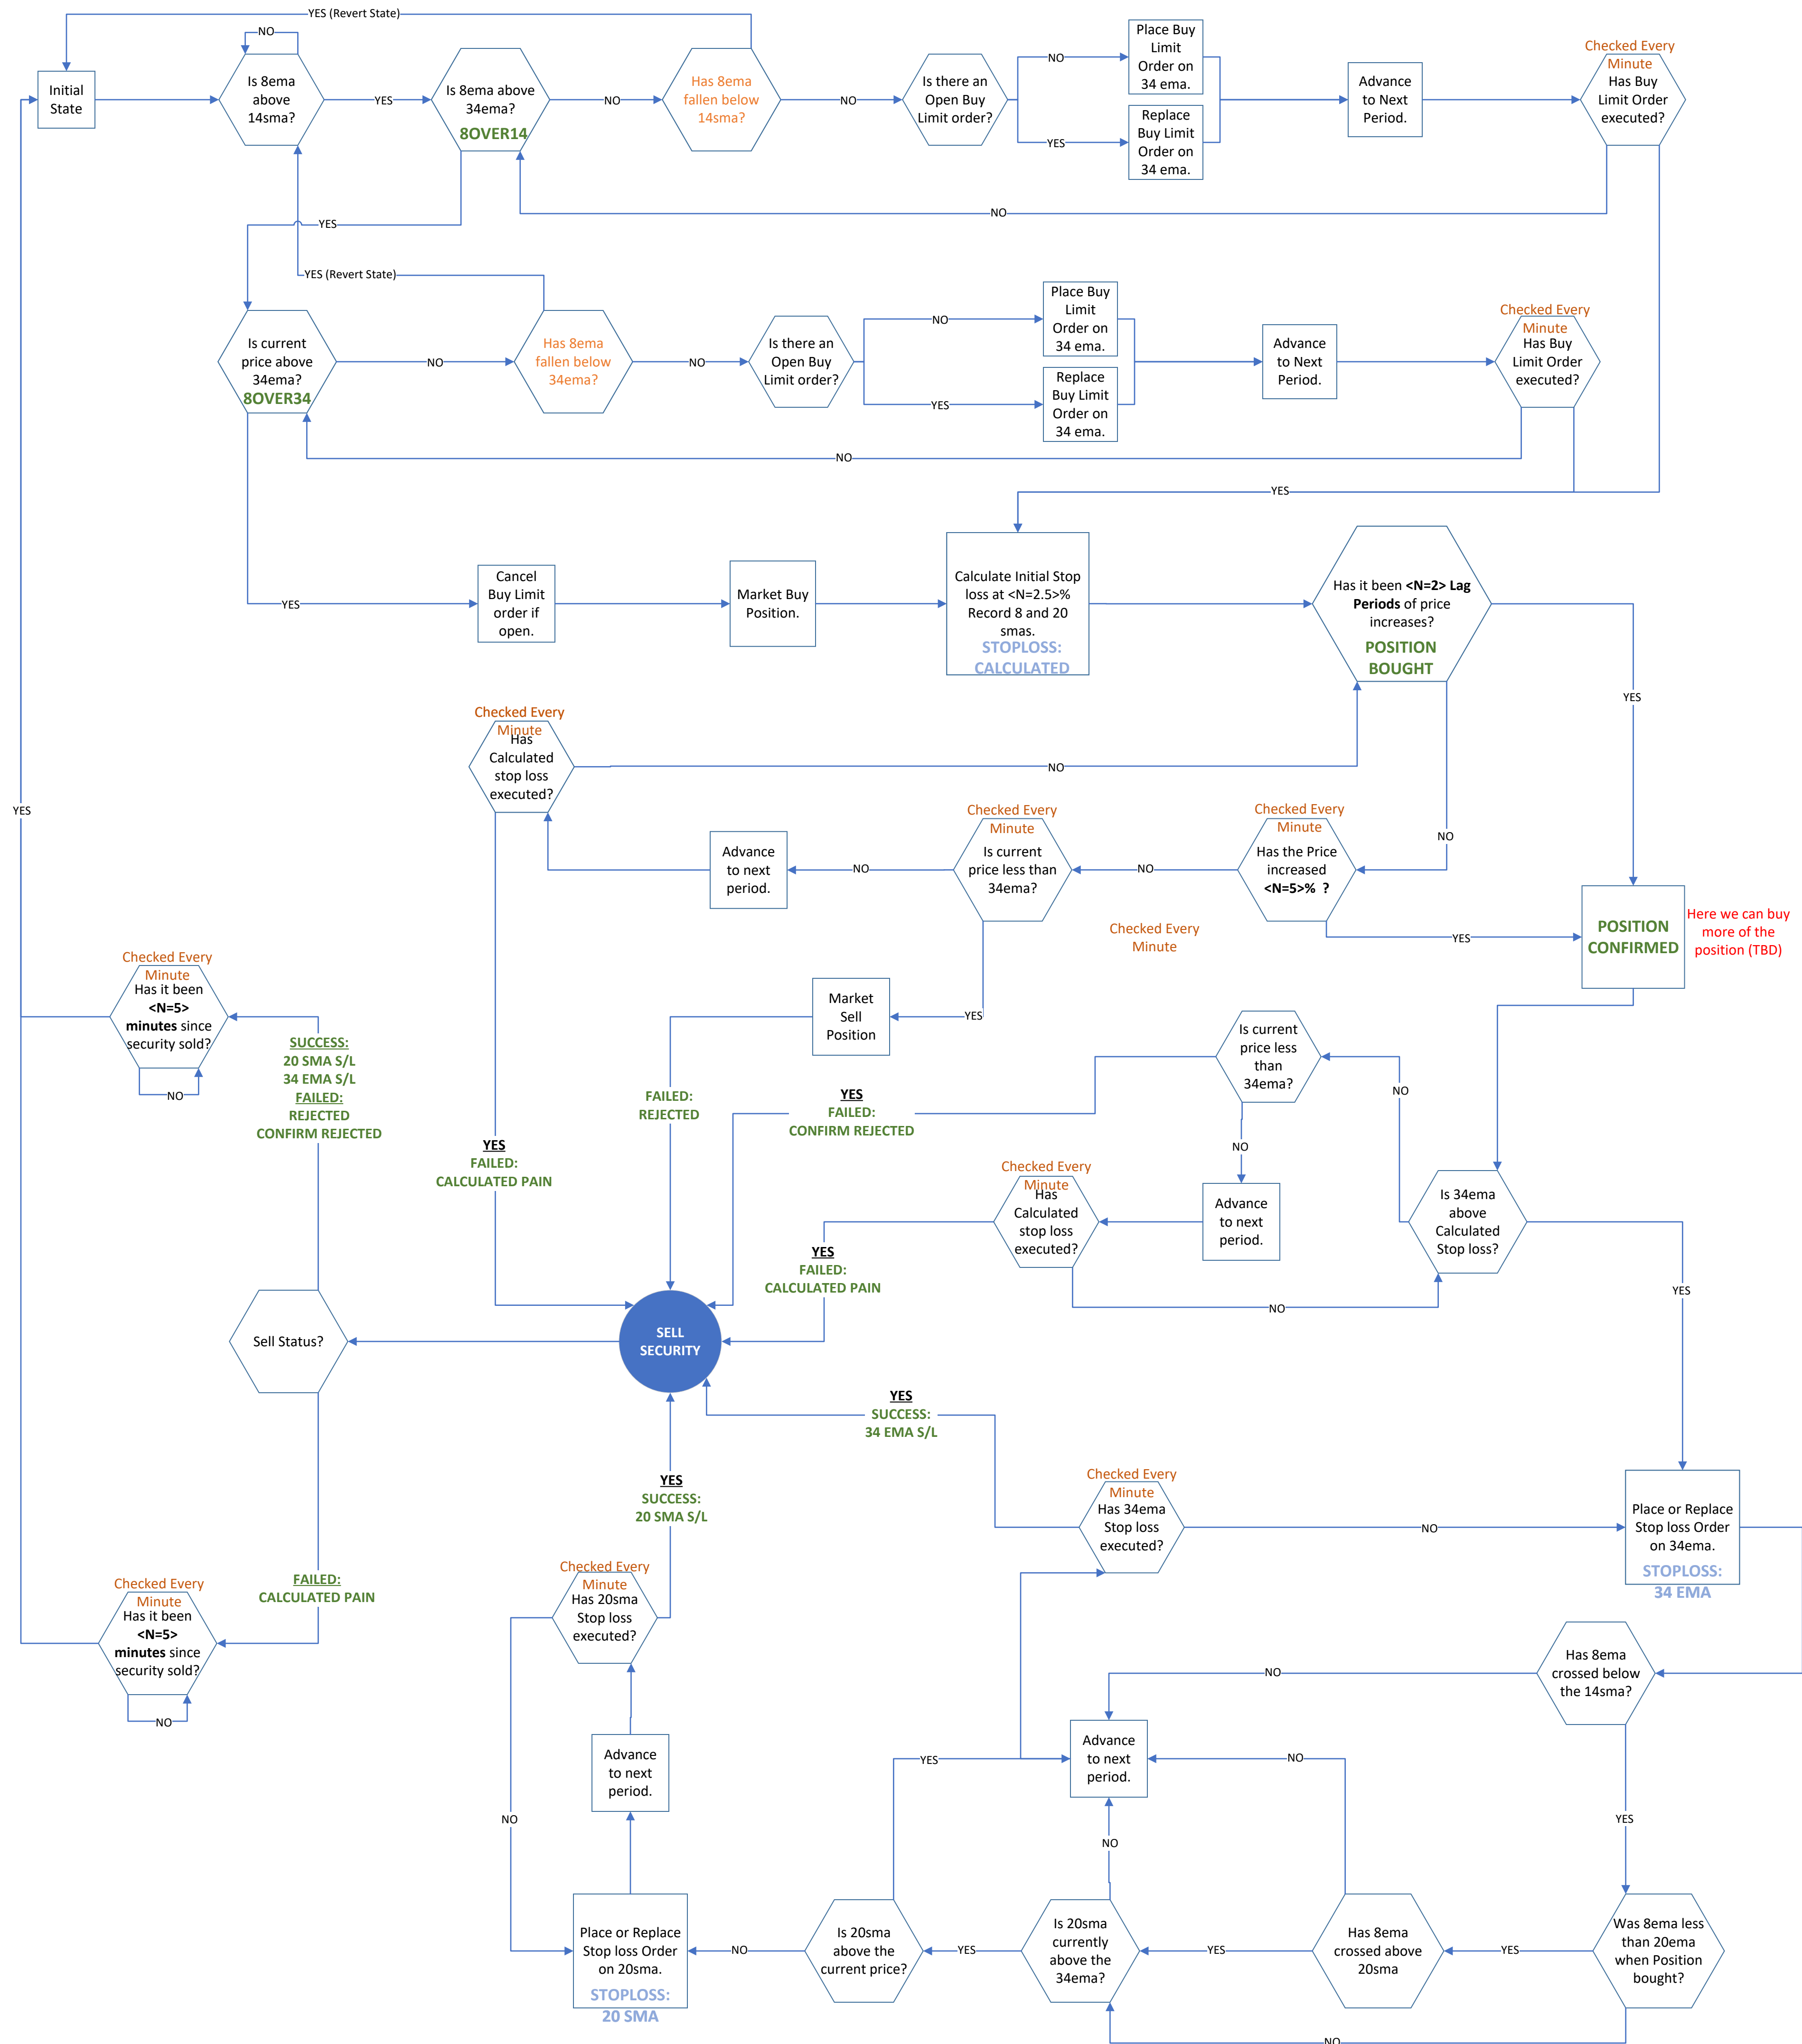 YES (Revert State)
NO
Initial
State
Is 8ema
above
14sma?
YES
Is 8ema above
34ema?
8OVER14
NO
Has 8ema
fallen below
14sma?
NO
Is there an
Open Buy
Limit order?
NO
YES
Place Buy
Limit
Order on
34 ema.
Replace
Buy Limit
Order on
34 ema.
Advance
to Next
Period.
Checked Every
Minute
Has Buy
Limit Order
executed?
NO
YES
YES (Revert State)
Is current
price above
34ema?
8OVER34
NO
Has 8ema
fallen below
34ema?
NO
Is there an
Open Buy
Limit order?
NO
YES
Place Buy
Limit
Order on
34 ema.
Replace
Buy Limit
Order on
34 ema.
Advance
to Next
Period.
Checked Every
Minute
Has Buy
Limit Order
executed?
NO
YES
YES
Cancel
Buy Limit
order if
open.
Market Buy
Position.
Calculate Initial Stop
loss at <N=2.5>%
Record 8 and 20
smas.
STOPLOSS:
CALCULATED
Has it been <N=2> Lag
Periods of price
increases?
POSITION
BOUGHT
YES
Checked Every
Minute
Has
Calculated
stop loss
executed?
NO
YES
NO
Advance
to next
period.
NO
Checked Every
Minute
Is current
price less than
34ema?
NO
Checked Every
Minute
Has the Price
increased
<N=5>% ?
Checked Every
Minute
YES
POSITION
CONFIRMED
Here we can buy
more of the
position (TBD)
Checked Every
Minute
Has it been
<N=5>
minutes since
security sold?
NO
SUCCESS:
20 SMA S/L
34 EMA S/L
FAILED:
REJECTED
CONFIRM REJECTED
Market
Sell
Position
YES
Is current
price less
than
34ema?
NO
FAILED:
REJECTED
YES
FAILED:
CONFIRM REJECTED
YES
FAILED:
CALCULATED PAIN
NO
Checked Every
Minute
Has
Calculated
stop loss
executed?
Advance
to next
period.
Is 34ema
above
Calculated
Stop loss?
YES
FAILED:
CALCULATED PAIN
NO
YES
Sell Status?
SELL
SECURITY
YES
SUCCESS:
34 EMA S/L
YES
SUCCESS:
20 SMA S/L
Checked Every
Minute
Has 34ema
Stop loss
executed?
NO
Place or Replace
Stop loss Order
on 34ema.
STOPLOSS:
34 EMA
FAILED:
CALCULATED PAIN
Checked Every
Minute
Has it been
<N=5>
minutes since
security sold?
NO
Checked Every
Minute
Has 20sma
Stop loss
executed?
NO
Has 8ema
crossed below
the 14sma?
Advance
to next
period.
YES
Advance
to next
period.
NO
NO
NO
YES
Place or Replace
Stop loss Order
on 20sma.
STOPLOSS:
20 SMA
NO
Is 20sma
above the
current price?
YES
Is 20sma
currently
above the
34ema?
YES
Has 8ema
crossed above
20sma
YES
Was 8ema less
than 20ema
when Position
bought?
NO